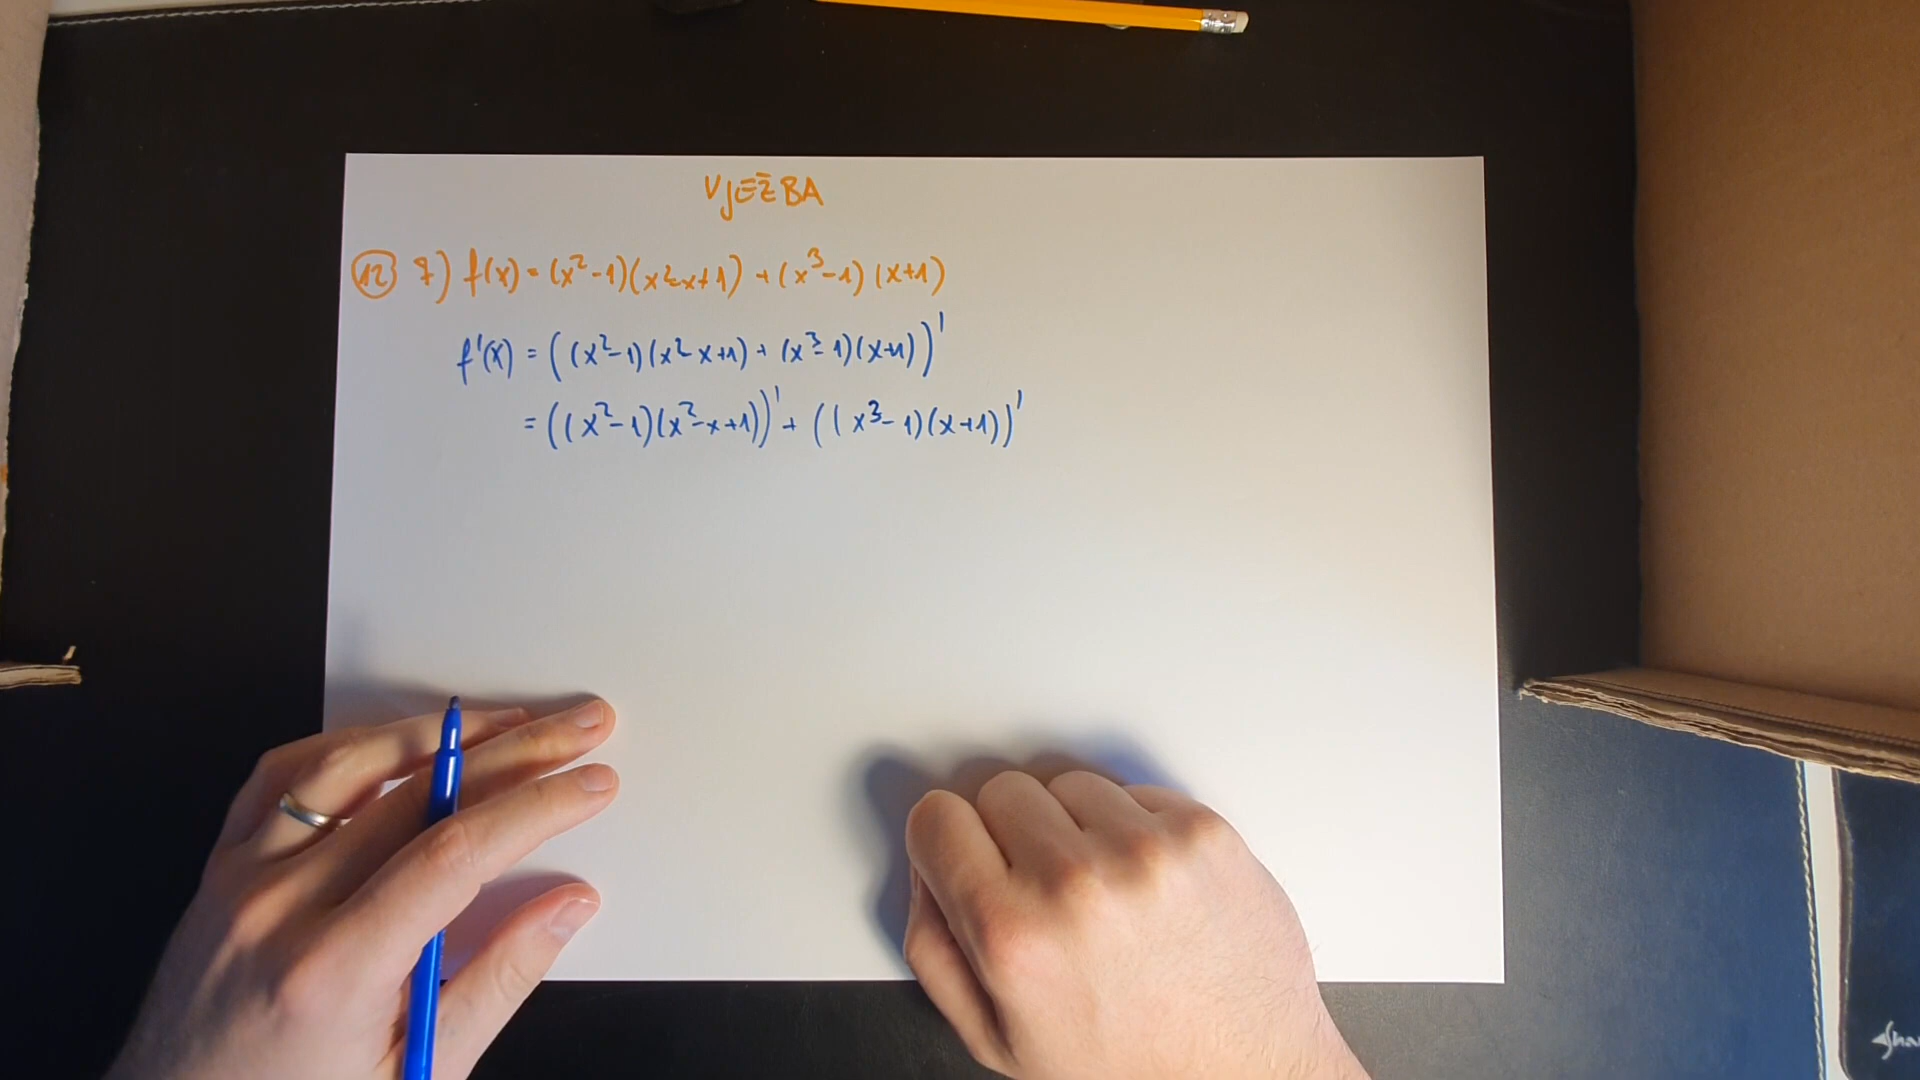 VJEŽBA
12 7) f(x) = (x²-1)(x²-x+1) + (x³-1)(x+1)
f'(x) = ((x²-1)(x²-x+1) + (x³-1)(x+1))'
= ((x²-1)(x²-x+1))' + ((x³-1)(x+1))'